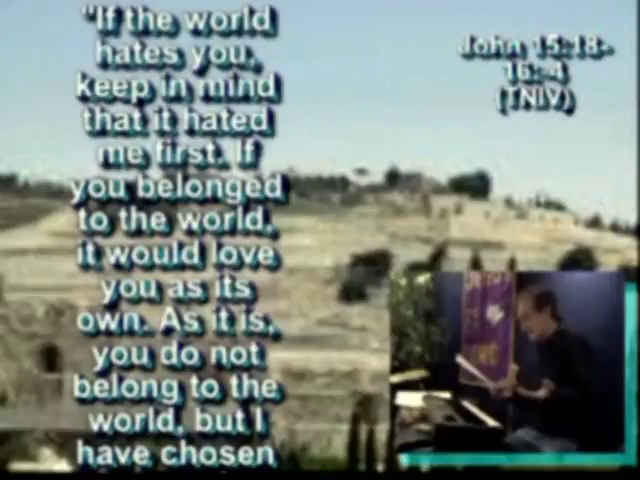 "If the world
hates you,
keep in mind
that it hated
me first. If
you belonged
to the world,
it would love
you as its
own. As it is,
you do not
belong to the
world, but I
have chosen
John 15:18-
16:4
(TNIV)